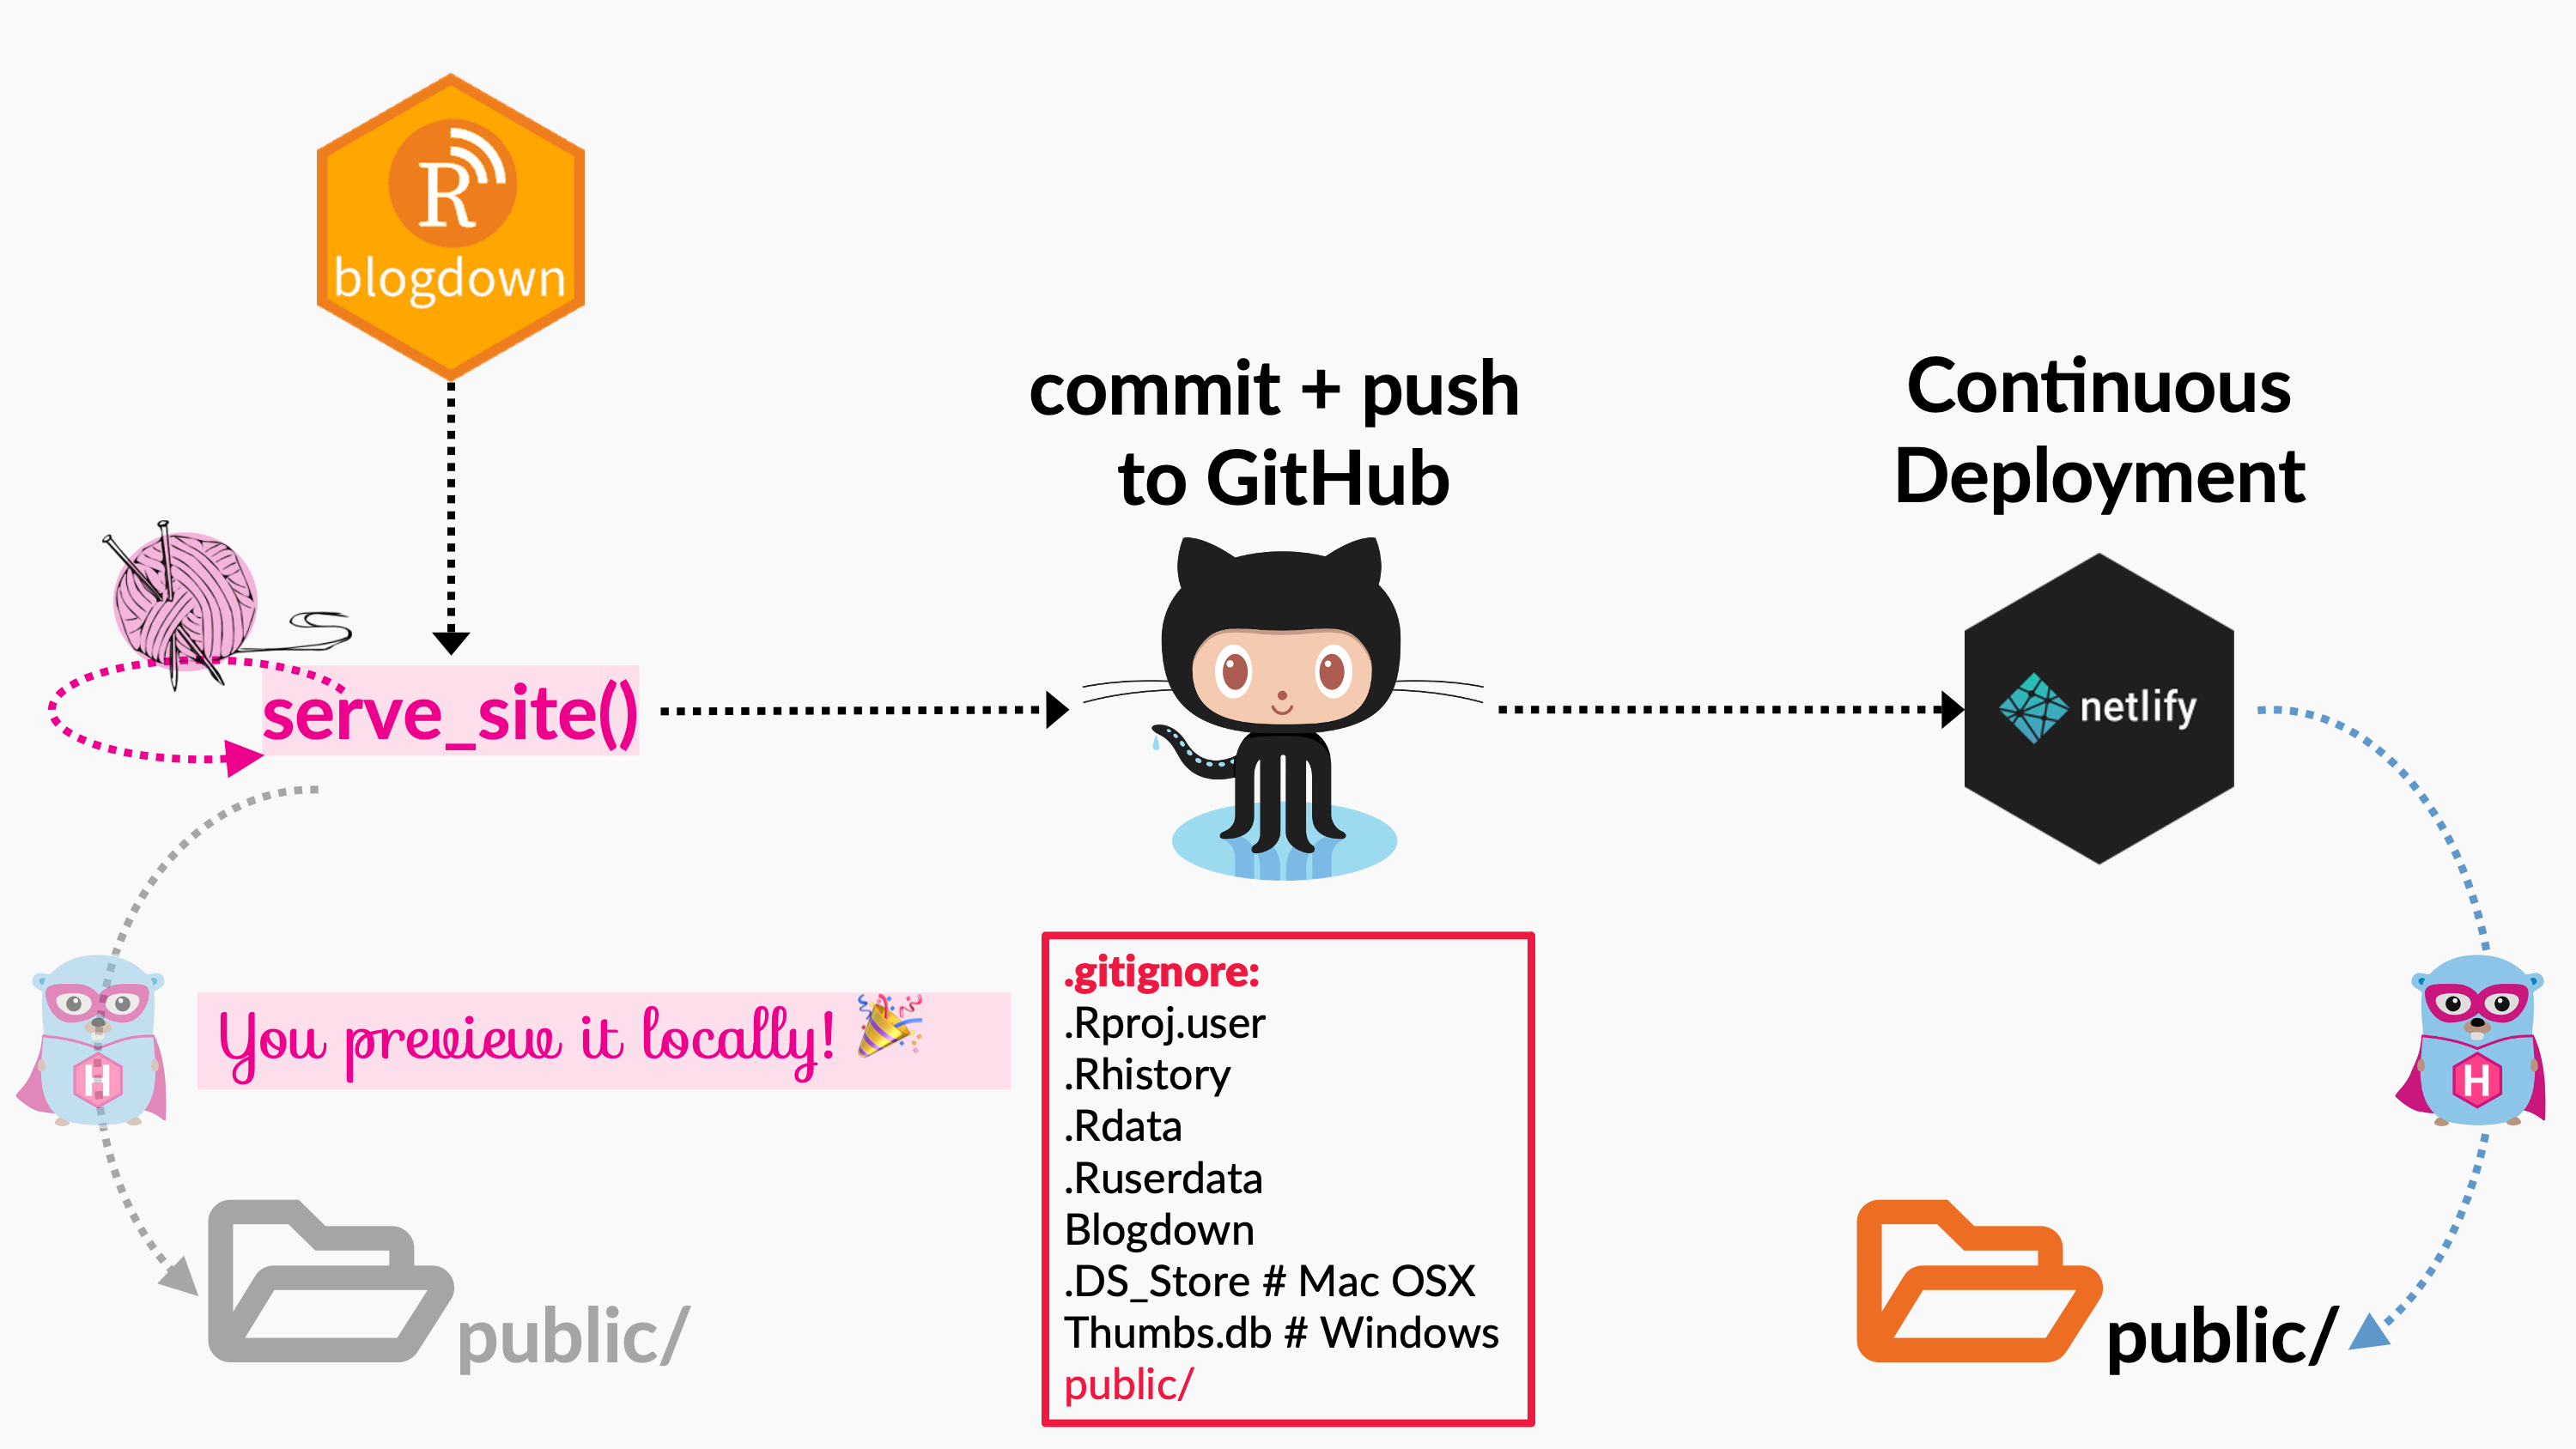 R
blogdown
commit + push
to GitHub
Continuous
Deployment
serve_site()
netlify
You preview it locally! 🎉
H
H
public/
.gitignore:
.Rproj.user
.Rhistory
.Rdata
.Ruserdata
Blogdown
.DS_Store # Mac OSX
Thumbs.db # Windows
public/
public/